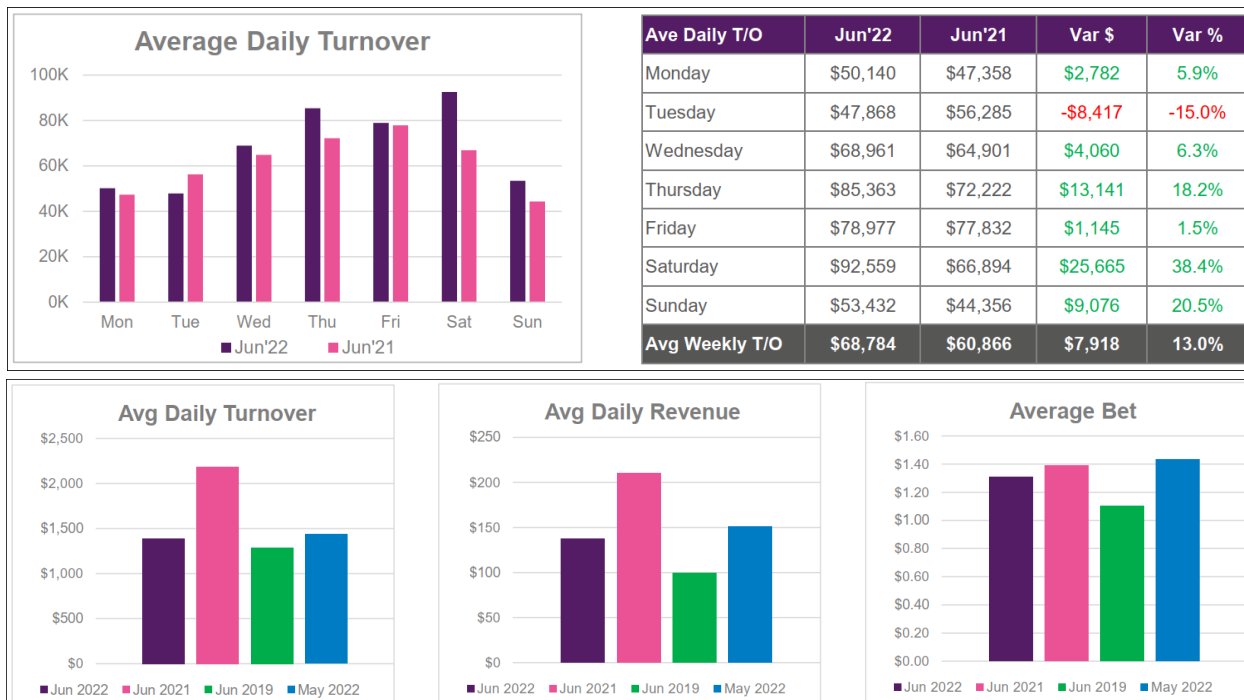 Average Daily Turnover
100K
80K
60K
40K
20K
0K
Mon Tue Wed Thu Fri Sat Sun
Jun'22 Jun'21
Ave Daily T/O Jun'22 Jun'21 Var $ Var %
Monday $50,140 $47,358 $2,782 5.9%
Tuesday $47,868 $56,285 -$8,417 -15.0%
Wednesday $68,961 $64,901 $4,060 6.3%
Thursday $85,363 $72,222 $13,141 18.2%
Friday $78,977 $77,832 $1,145 1.5%
Saturday $92,559 $66,894 $25,665 38.4%
Sunday $53,432 $44,356 $9,076 20.5%
Avg Weekly T/O $68,784 $60,866 $7,918 13.0%
Avg Daily Turnover
$2,500
$2,000
$1,500
$1,000
$500
$0
Jun 2022 Jun 2021 Jun 2019 May 2022
Avg Daily Revenue
$250
$200
$150
$100
$50
$0
Jun 2022 Jun 2021 Jun 2019 May 2022
Average Bet
$1.60
$1.40
$1.20
$1.00
$0.80
$0.60
$0.40
$0.20
$0.00
Jun 2022 Jun 2021 Jun 2019 May 2022